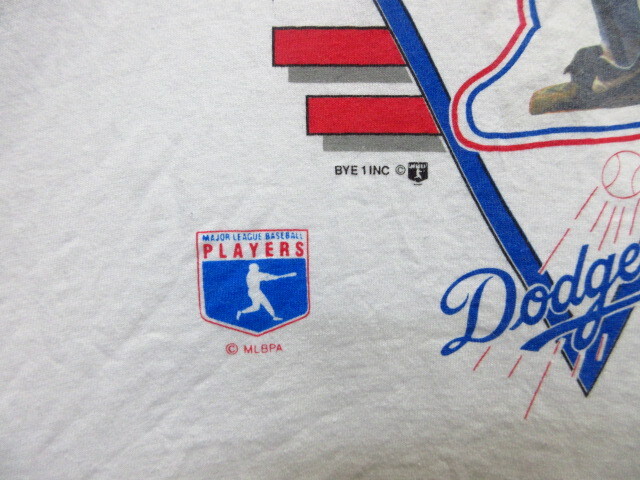 BYE 1 INC ©
MAJOR LEAGUE BASEBALL
PLAYERS
© MLBPA
Dodge